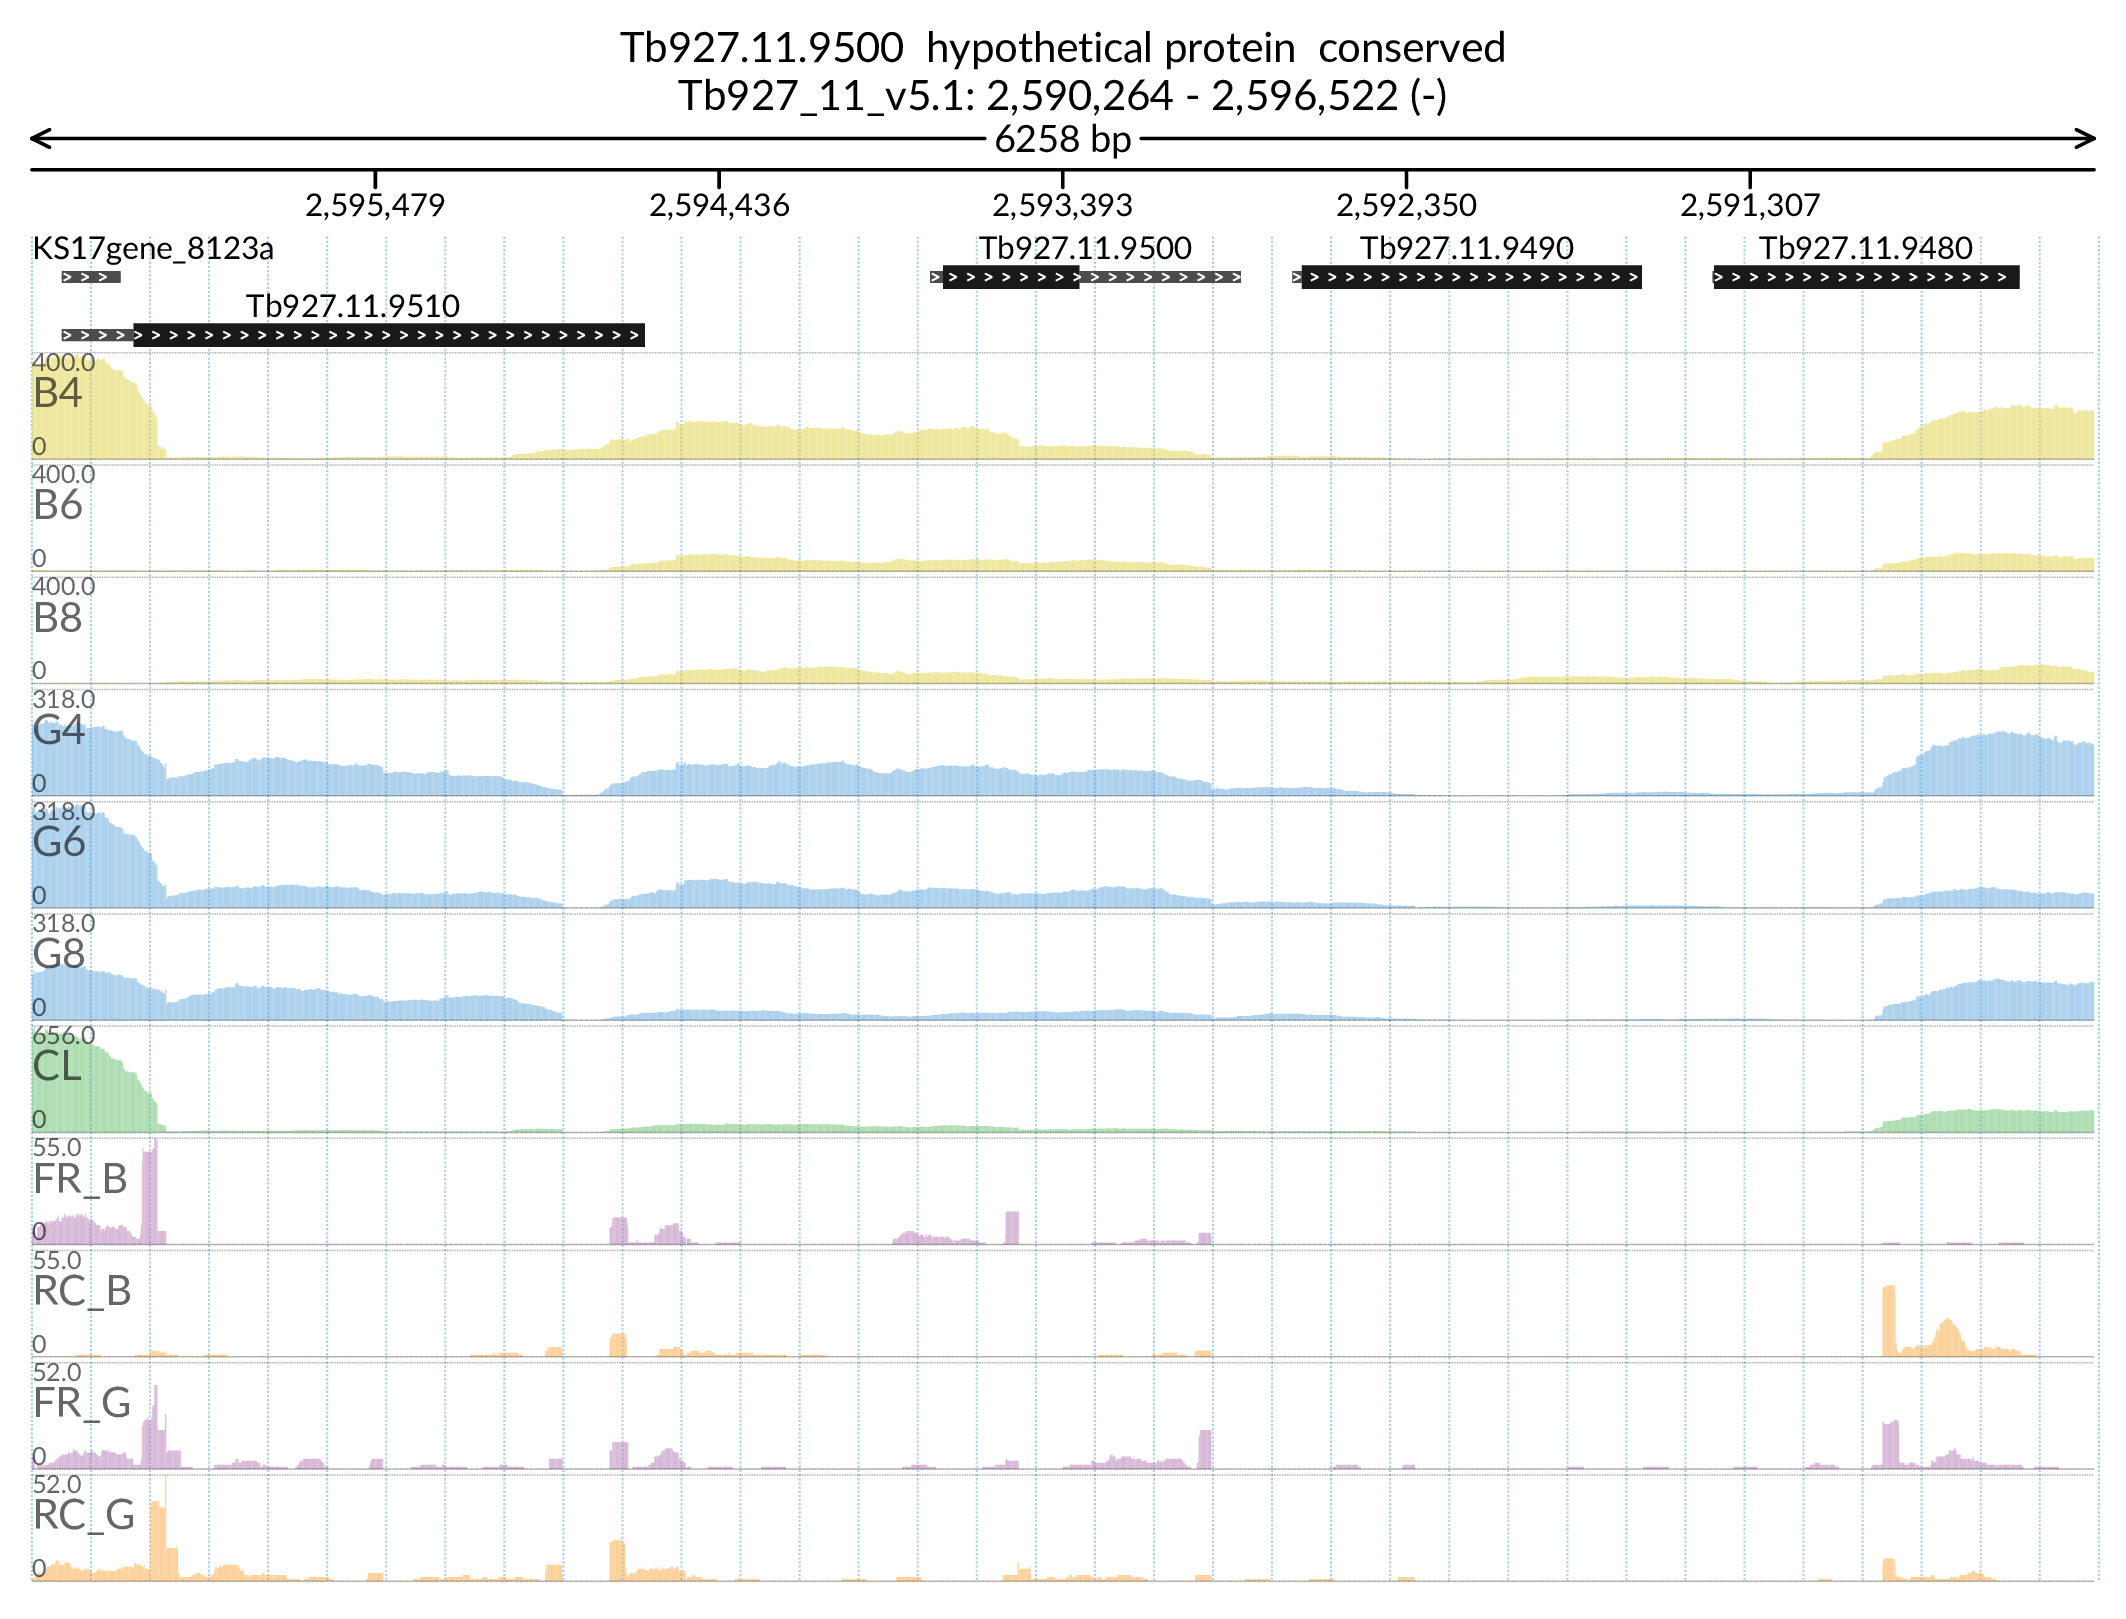 Tb927.11.9500 hypothetical protein conserved
Tb927_11_v5.1: 2,590,264 - 2,596,522 (-)
6258 bp
2,595,479 2,594,436 2,593,393 2,592,350 2,591,307
KS17gene_8123a Tb927.11.9500 Tb927.11.9490 Tb927.11.9480
Tb927.11.9510
400.0
B4
0
400.0
B6
0
400.0
B8
0
318.0
G4
0
318.0
G6
0
318.0
G8
0
656.0
CL
0
55.0
FR_B
0
55.0
RC_B
0
52.0
FR_G
0
52.0
RC_G
0